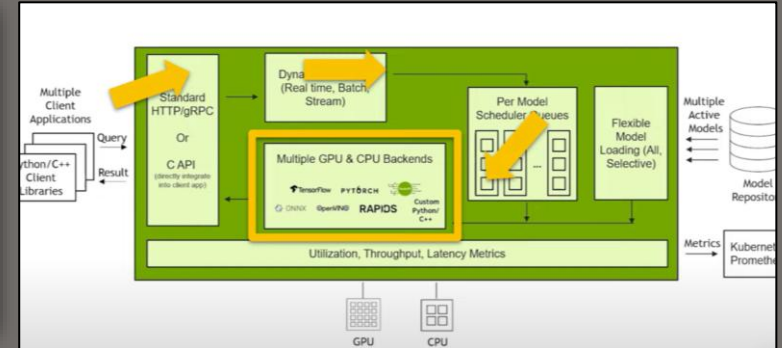 Multiple
Client
Applications
Query
Result
ython/C++
Client
Libraries
Standard
HTTP/gRPC
Or
C API
(directly integrate
into client app)
Dyna
(Real time, Batch,
Stream)
Multiple GPU & CPU Backends
TensorFlow PYTORCH
ONNX OpenVINO RAPIDS Custom
Python/
C++
Per Model
Scheduler Queues
...
Flexible
Model
Loading (All,
Selective)
Multiple
Active
Models
Model
Reposito
Utilization, Throughput, Latency Metrics
Metrics
Kubernet
Promethe
GPU
CPU